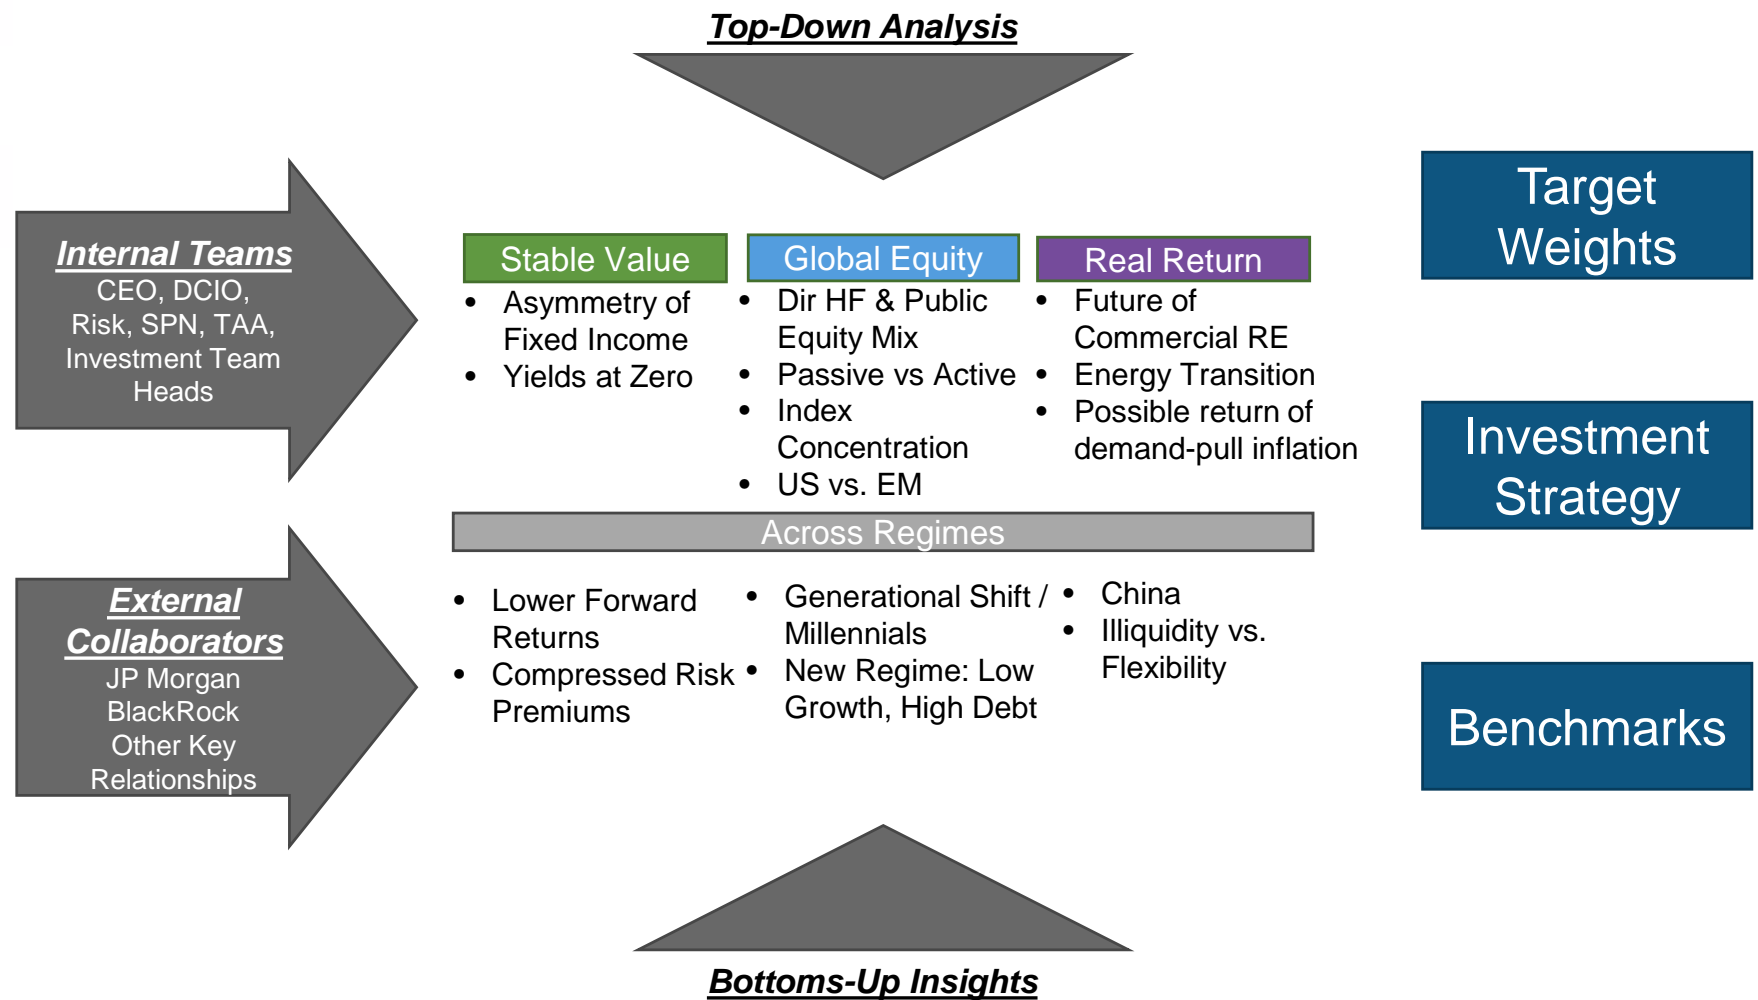 Top-Down Analysis
Internal Teams
CEO, DCIO,
Risk, SPN, TAA,
Investment Team
Heads
External
Collaborators
JP Morgan
BlackRock
Other Key
Relationships
Stable Value
• Asymmetry of
Fixed Income
• Yields at Zero
Global Equity
• Dir HF & Public
Equity Mix
• Passive vs Active
• Index
Concentration
• US vs. EM
Real Return
• Future of
Commercial RE
• Energy Transition
• Possible return of
demand-pull inflation
Across Regimes
• Lower Forward
Returns
• Compressed Risk
Premiums
• Generational Shift /
Millennials
• New Regime: Low
Growth, High Debt
• China
• Illiquidity vs.
Flexibility
Target
Weights
Investment
Strategy
Benchmarks
Bottoms-Up Insights